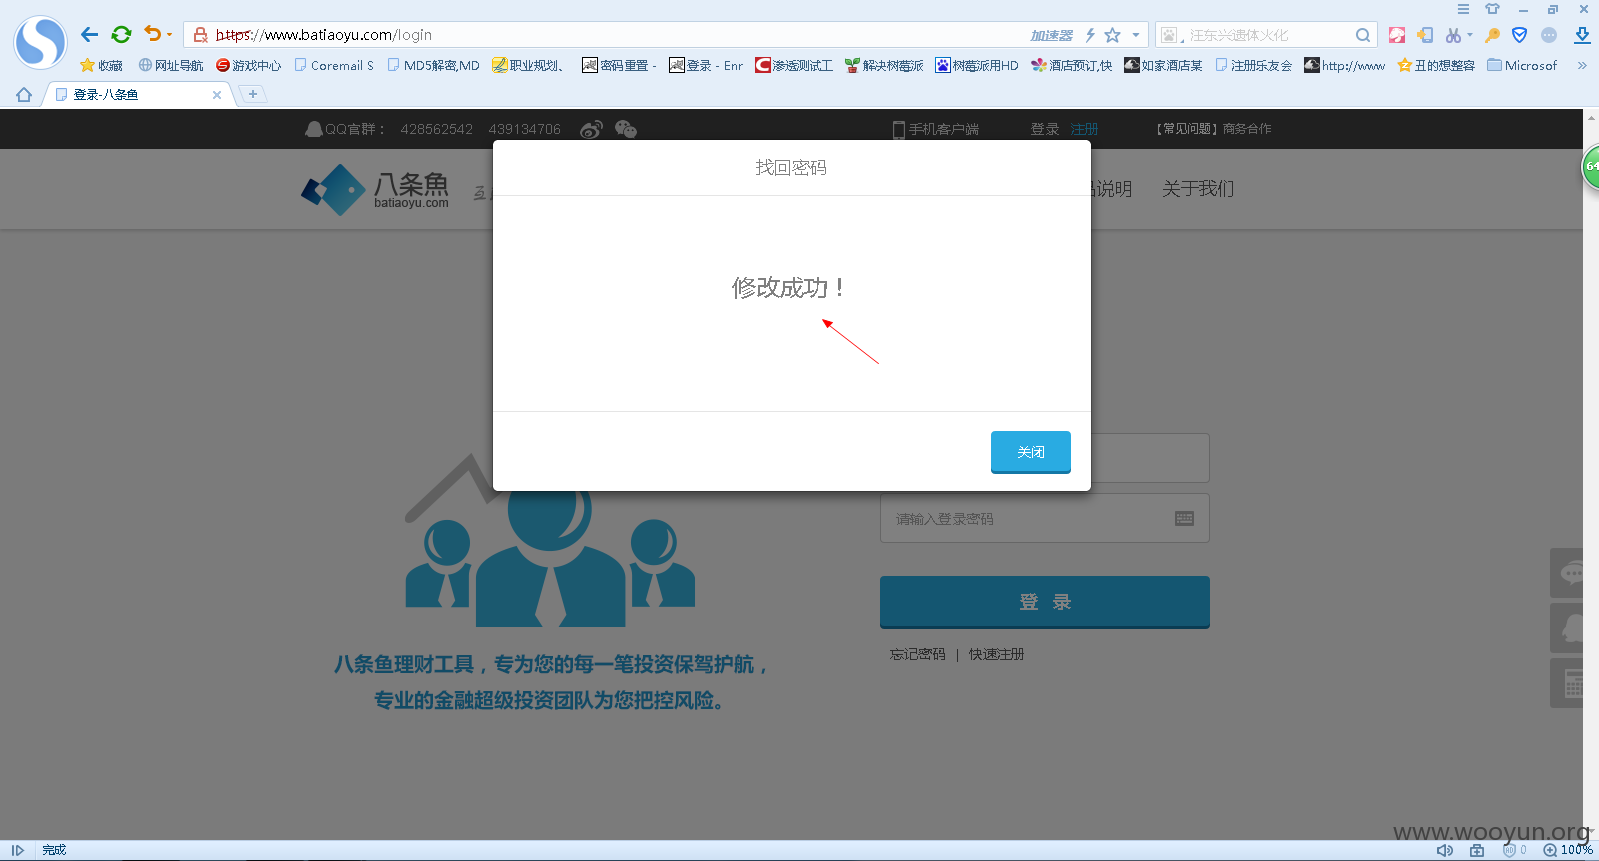 https://www.batiaoyu.com/login
加速器
汪东兴遗体火化
收藏
网址导航
游戏中心
Coremail S
MD5解密,MD
职业规划、
密码重置 -
登录 - Enr
渗透测试工
解决树莓派
树莓派用HD
酒店预订,快
如家酒店某
注册乐友会
http://www
丑的想整容
Microsof
登录-八条鱼
QQ官群：
428562542
439134706
手机客户端
登录
注册
【常见问题】
商务合作
64
八条魚
batiaoyu.com
互
说明
关于我们
找回密码
修改成功！
关闭
请输入登录密码
登 录
忘记密码 | 快速注册
八条鱼理财工具，专为您的每一笔投资保驾护航，
专业的金融超级投资团队为您把控风险。
www.wooyun.org
完成
0
100%